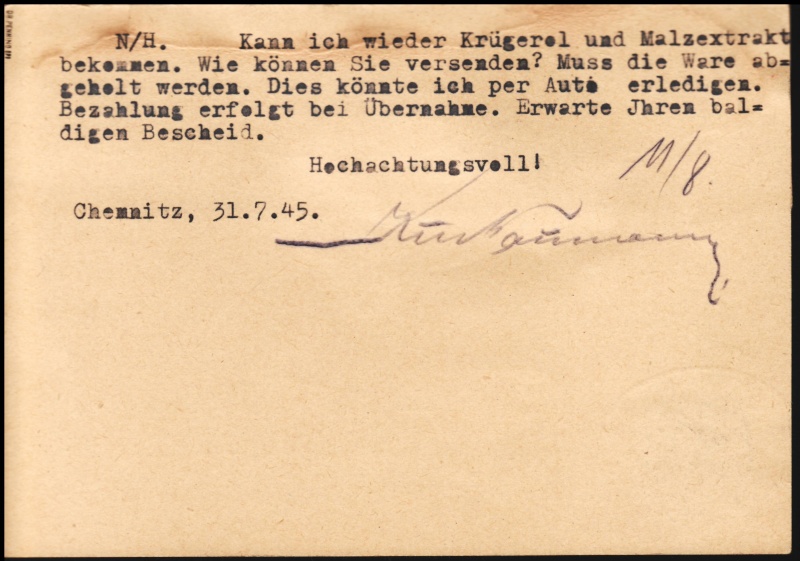 N/H. Kann ich wieder Krügerol und Malzextrakt
bekommen. Wie können Sie versenden? Muss die Ware ab=
geholt werden. Dies könnte ich per Auto erledigen.
Bezahlung erfolgt bei Übernahme. Erwarte Jhren bal=
digen Bescheid.
Hochachtungsvoll!
11/8.
Chemnitz, 31.7.45.